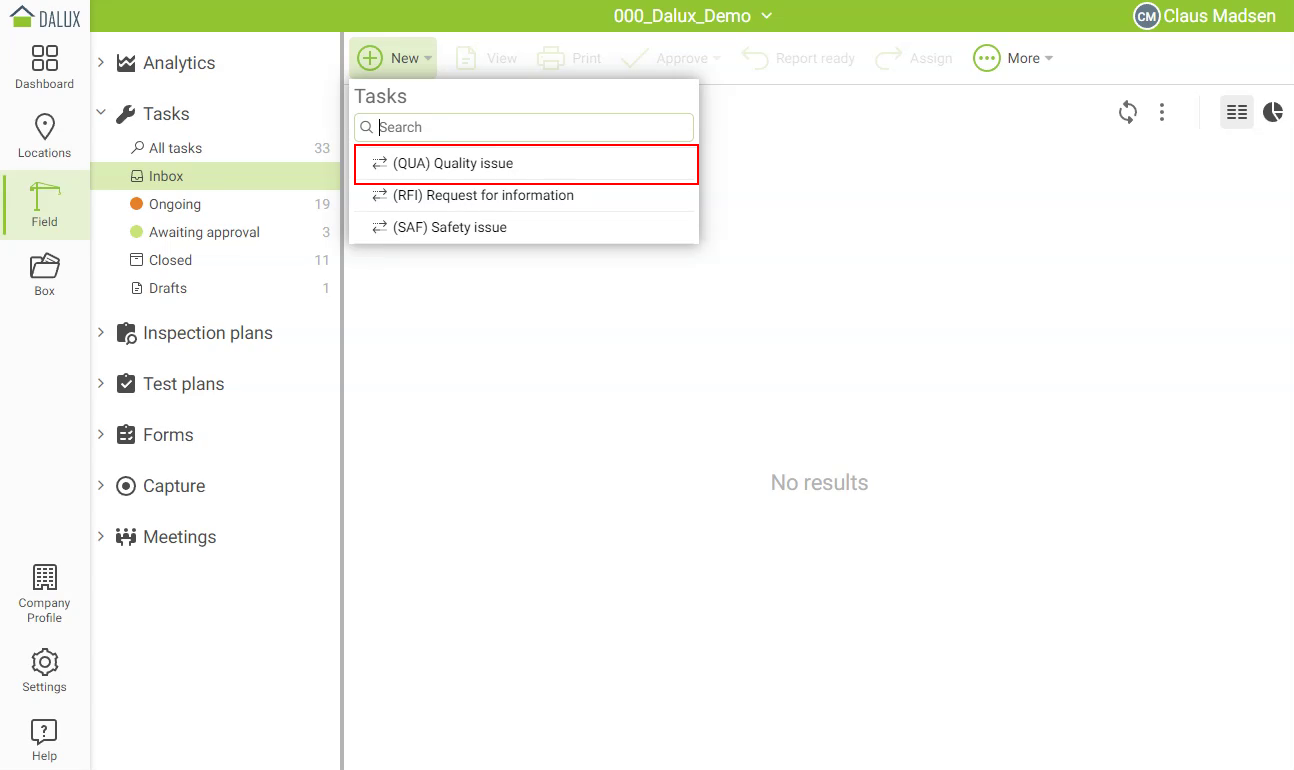 DALUX
000_Dalux_Demo
CM Claus Madsen
Dashboard
Locations
Field
Box
Company
Profile
Settings
Help
Analytics
Tasks
All tasks 33
Inbox
Ongoing 19
Awaiting approval 3
Closed 11
Drafts 1
Inspection plans
Test plans
Forms
Capture
Meetings
New View Print Approve Report ready Assign More
Tasks
Search
(QUA) Quality issue
(RFI) Request for information
(SAF) Safety issue
No results